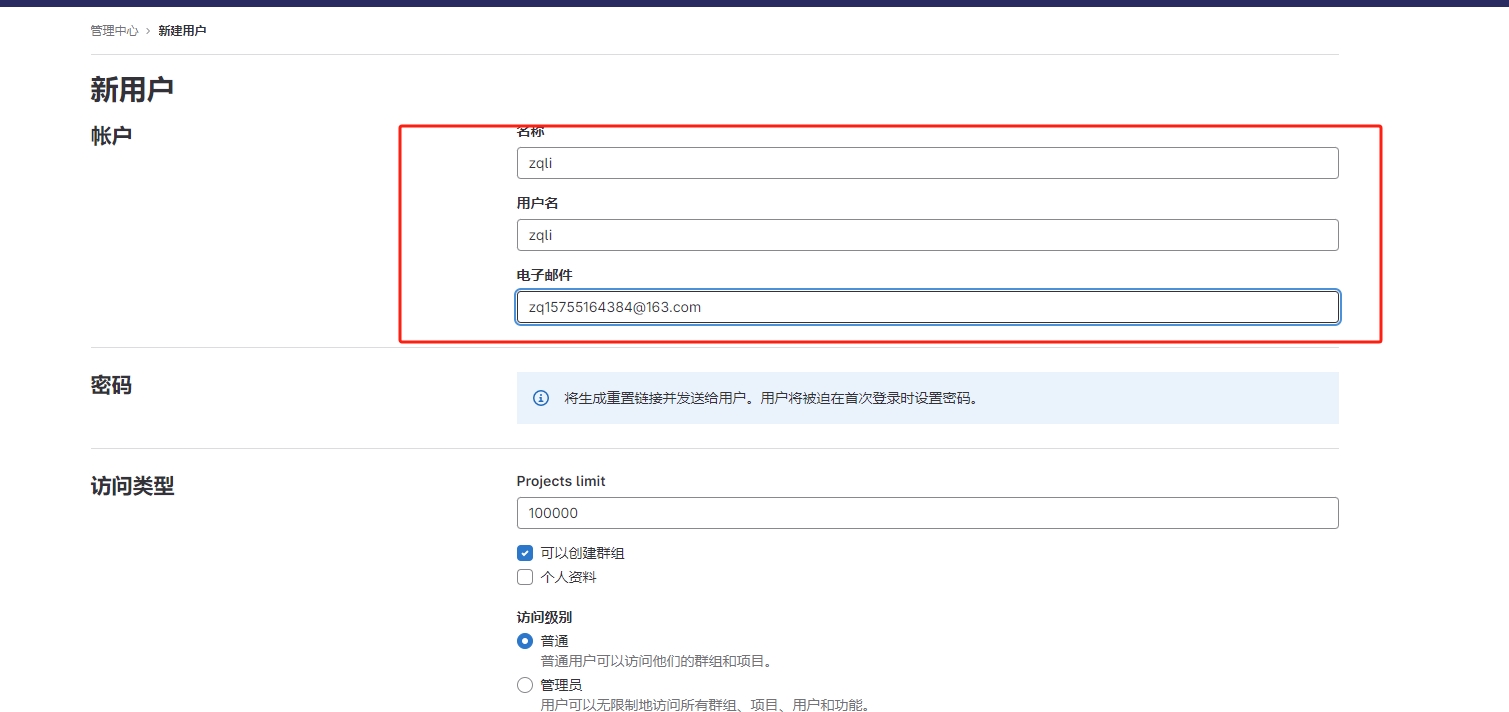 管理中心 › 新建用户
新用户
帐户
名称
zqli
用户名
zqli
电子邮件
zq15755164384@163.com
密码
将生成重置链接并发送给用户。用户将被迫在首次登录时设置密码。
访问类型
Projects limit
100000
可以创建群组
个人资料
访问级别
普通
普通用户可以访问他们的群组和项目。
管理员
用户可以无限制地访问所有群组、项目、用户和功能。